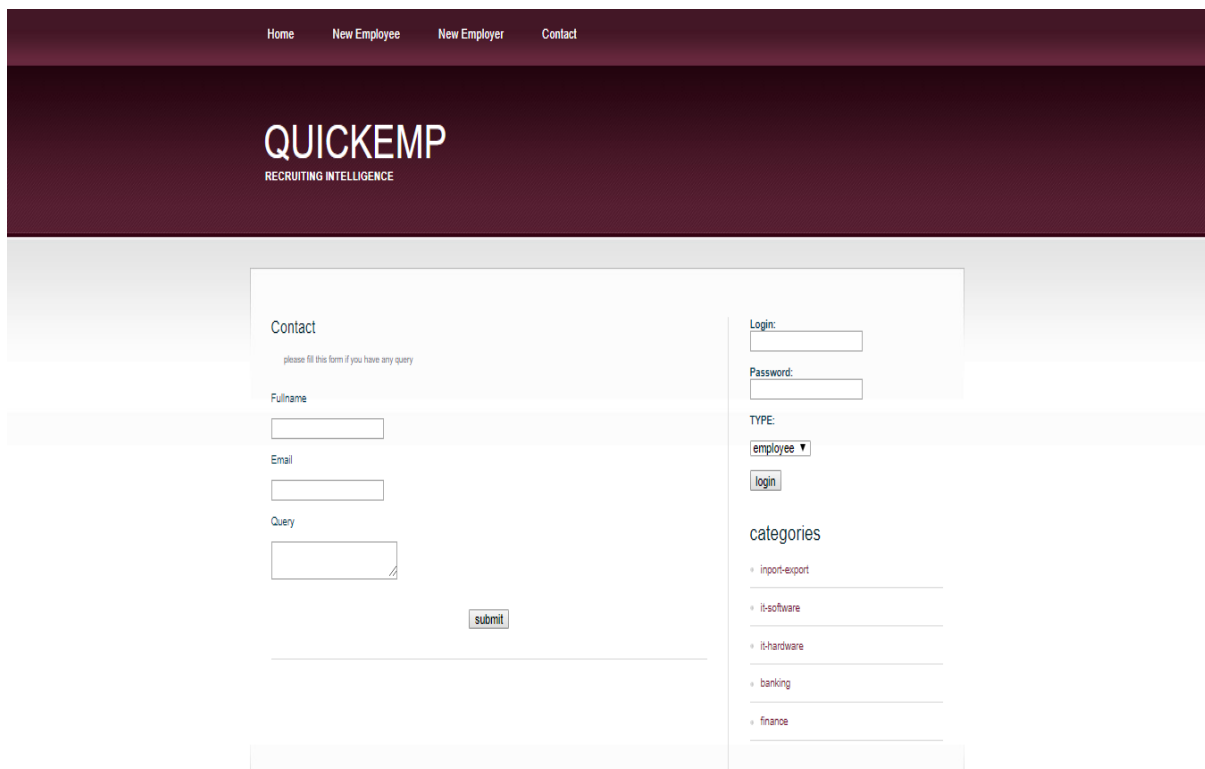 Home New Employee New Employer Contact
QUICKEMP
RECRUITING INTELLIGENCE
Contact
please fill this form if you have any query
Fullname
Email
Query
submit
Login:
Password:
TYPE:
employee
login
categories
inport-export
it-software
it-hardware
banking
finance